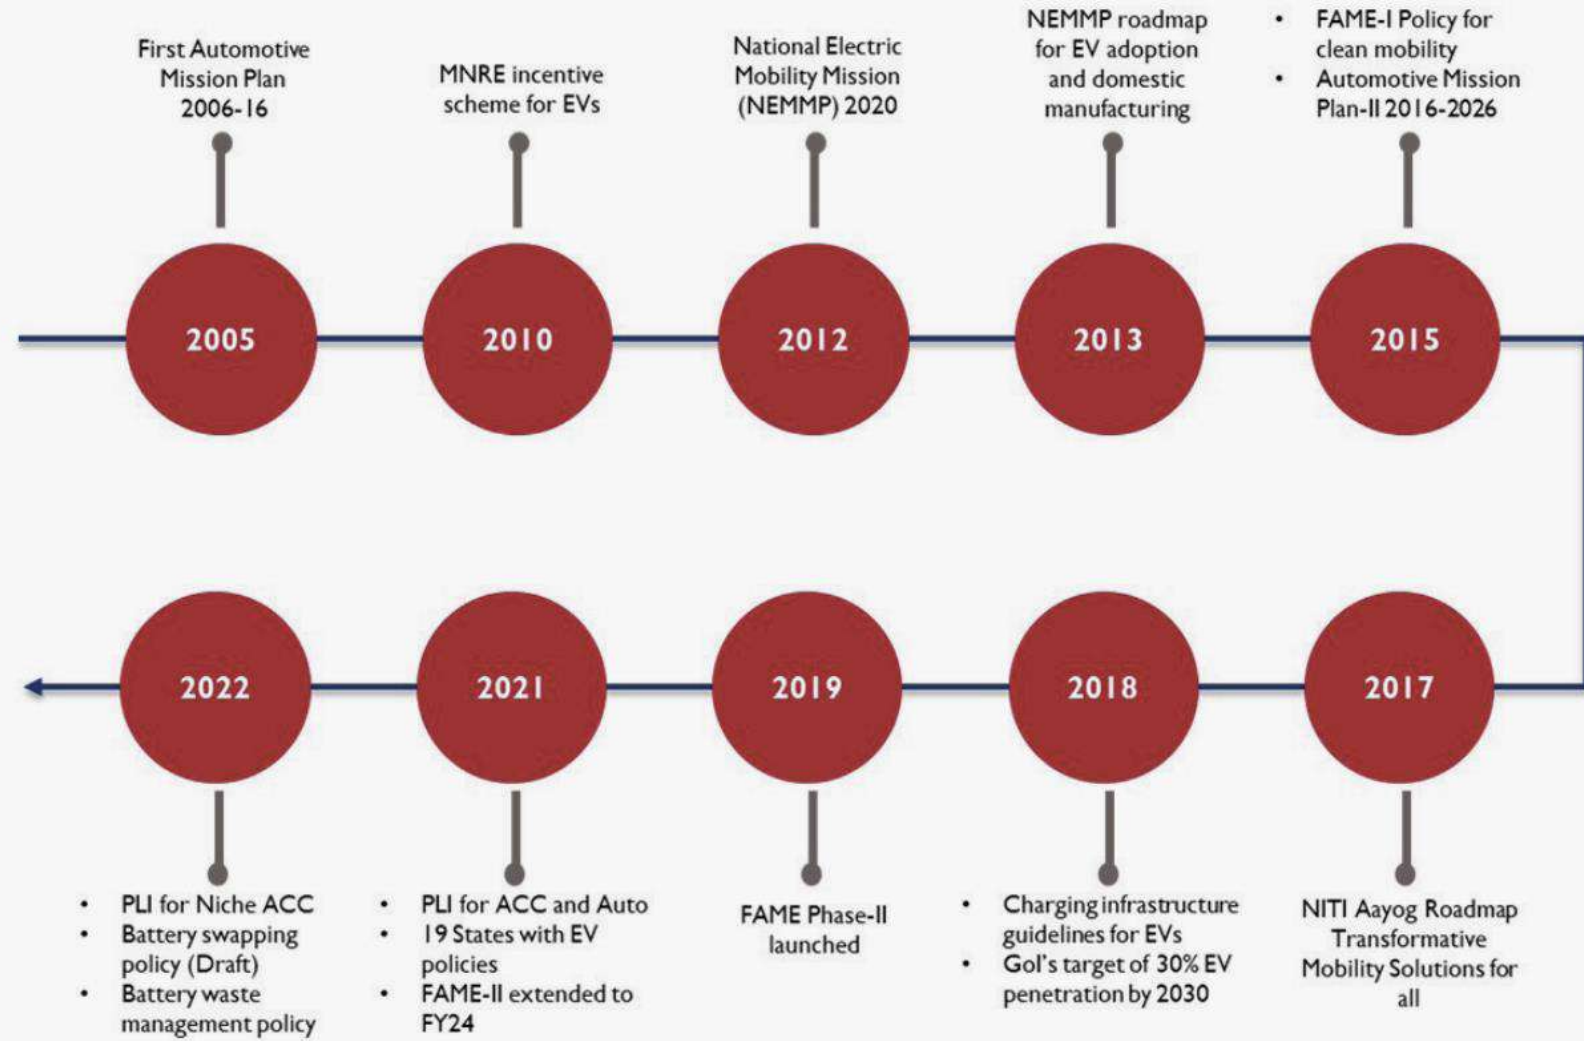 First Automotive
Mission Plan
2006-16
MNRE incentive
scheme for EVs
National Electric
Mobility Mission
(NEMMP) 2020
NEMMP roadmap
for EV adoption
and domestic
manufacturing
• FAME-I Policy for
clean mobility
• Automotive Mission
Plan-II 2016-2026
2005
2010
2012
2013
2015
2017
2018
2019
2021
2022
NITI Aayog Roadmap
Transformative
Mobility Solutions for
all
• Charging infrastructure
guidelines for EVs
• GoI's target of 30% EV
penetration by 2030
FAME Phase-II
launched
• PLI for ACC and Auto
• 19 States with EV
policies
• FAME-II extended to
FY24
• PLI for Niche ACC
• Battery swapping
policy (Draft)
• Battery waste
management policy